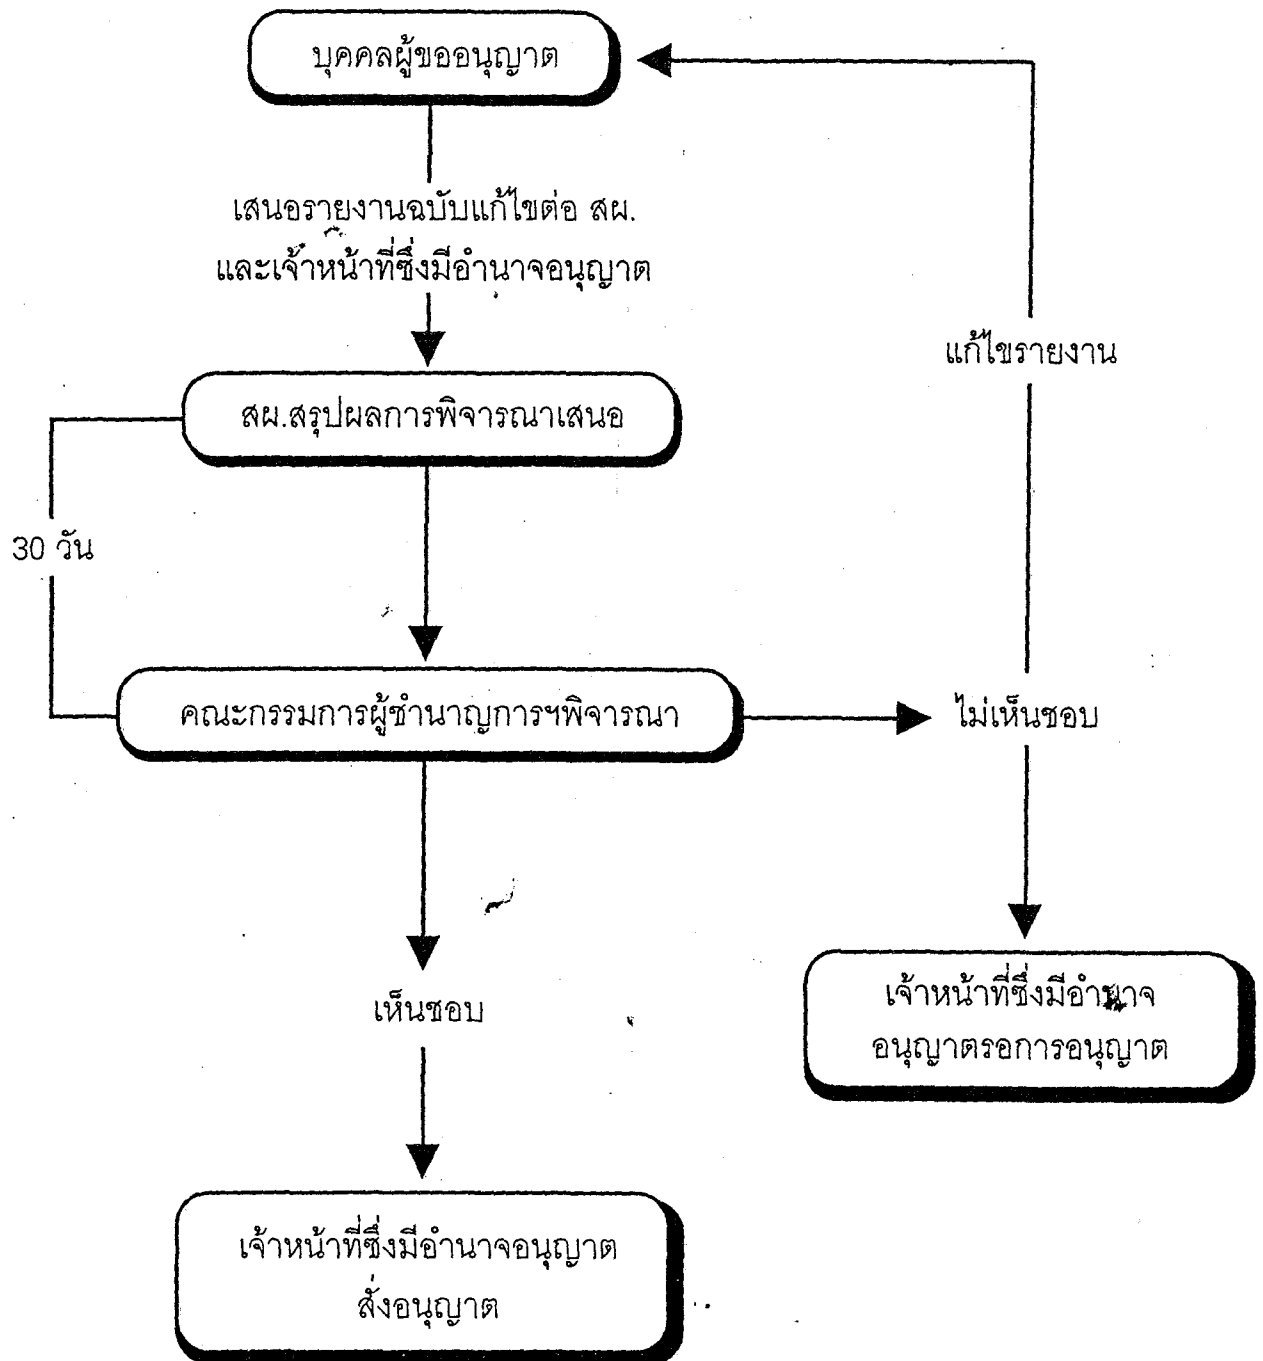 บุคคลผู้ขออนุญาต
เสนอรายงานฉบับแก้ไขต่อ สผ.
และเจ้าหน้าที่ซึ่งมีอำนาจอนุญาต
แก้ไขรายงาน
สผ.สรุปผลการพิจารณาเสนอ
30 วัน
คณะกรรมการผู้ชำนาญการฯพิจารณา
ไม่เห็นชอบ
เห็นชอบ
เจ้าหน้าที่ซึ่งมีอำนาจ
อนุญาตรอการอนุญาต
เจ้าหน้าที่ซึ่งมีอำนาจอนุญาต
สั่งอนุญาต